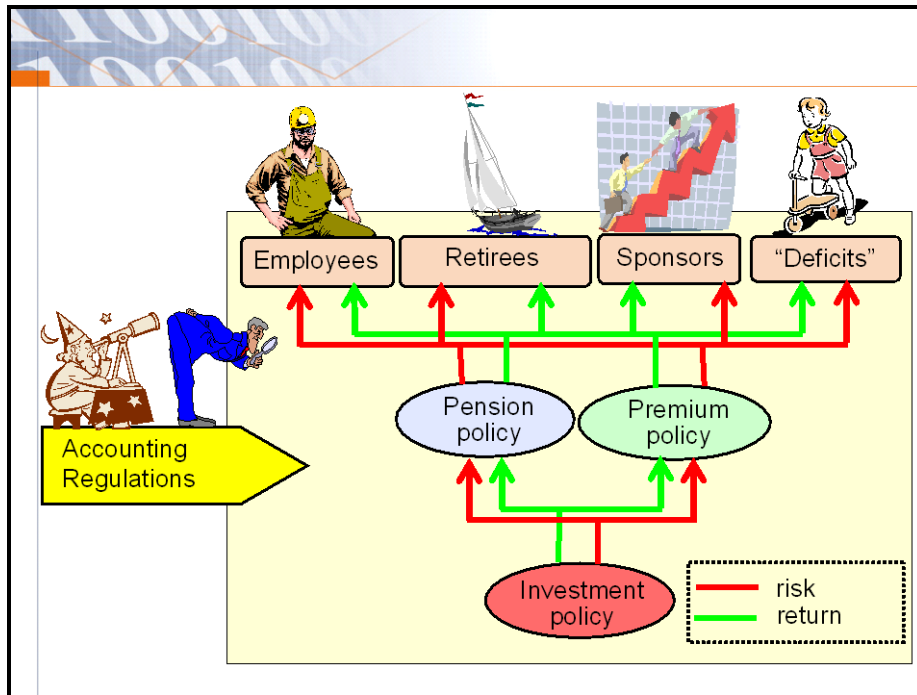 Employees
Retirees
Sponsors
“Deficits”
Accounting
Regulations
Pension
policy
Premium
policy
Investment
policy
risk
return